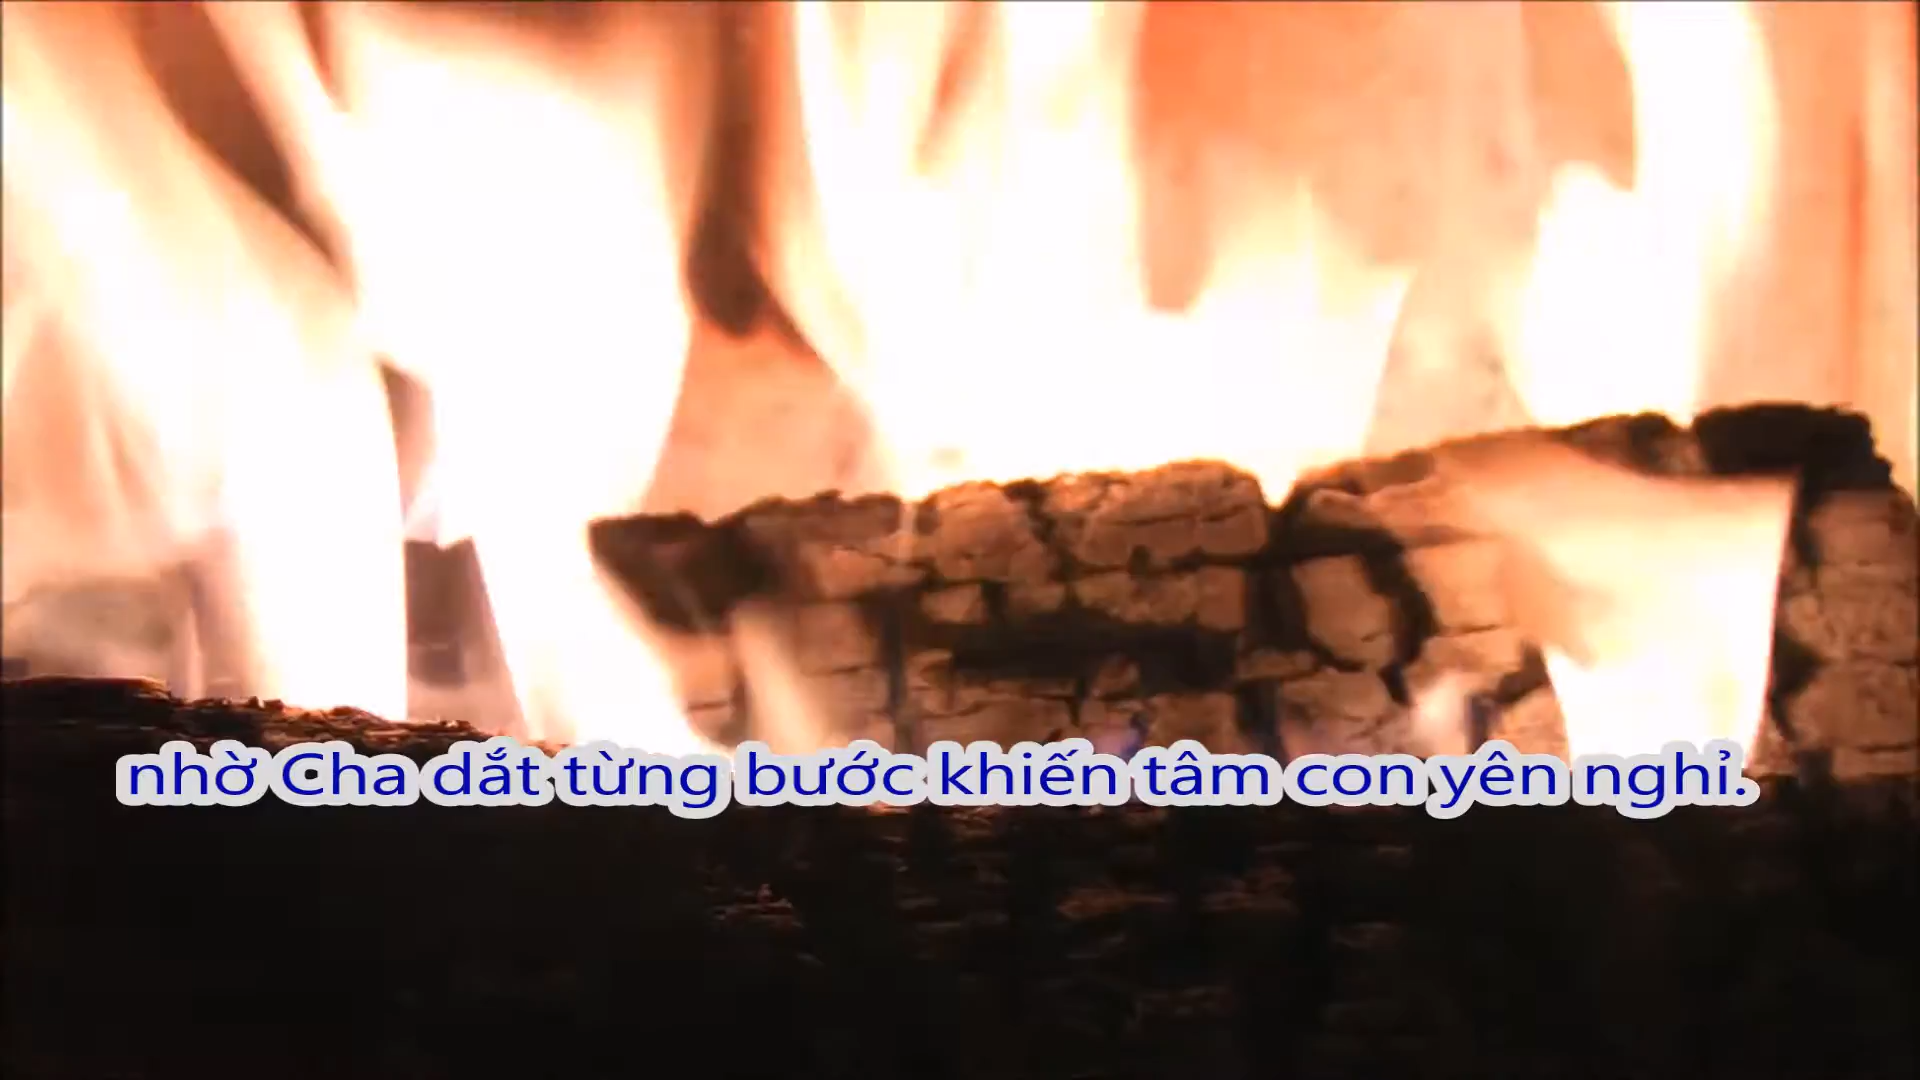 nhờ Cha dắt từng bước khiến tâm con yên nghỉ.